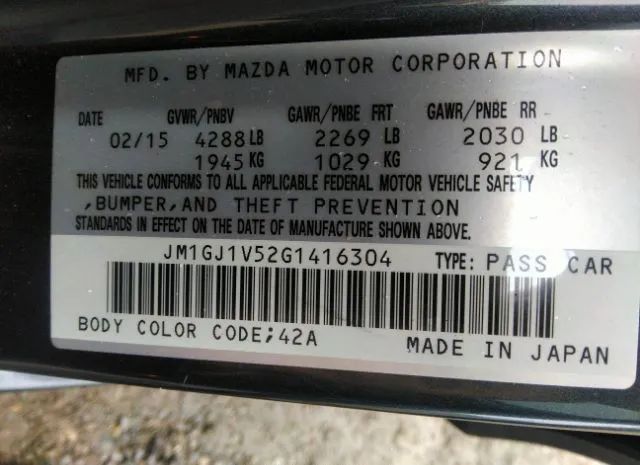 MFD. BY MAZDA MOTOR CORPORATION
DATE GVWR/PNBV GAWR/PNBE FRT GAWR/PNBE RR
02/15 4288 LB 2269 LB 2030 LB
1945 KG 1029 KG 921 KG
THIS VEHICLE CONFORMS TO ALL APPLICABLE FEDERAL MOTOR VEHICLE SAFETY
,BUMPER,AND THEFT PREVENTION
STANDARDS IN EFFECT ON THE DATE OF MANUFACTURE SHOWN ABOVE.
JM1GJ1V52G1416304 TYPE: PASS CAR
BODY COLOR CODE;42A MADE IN JAPAN